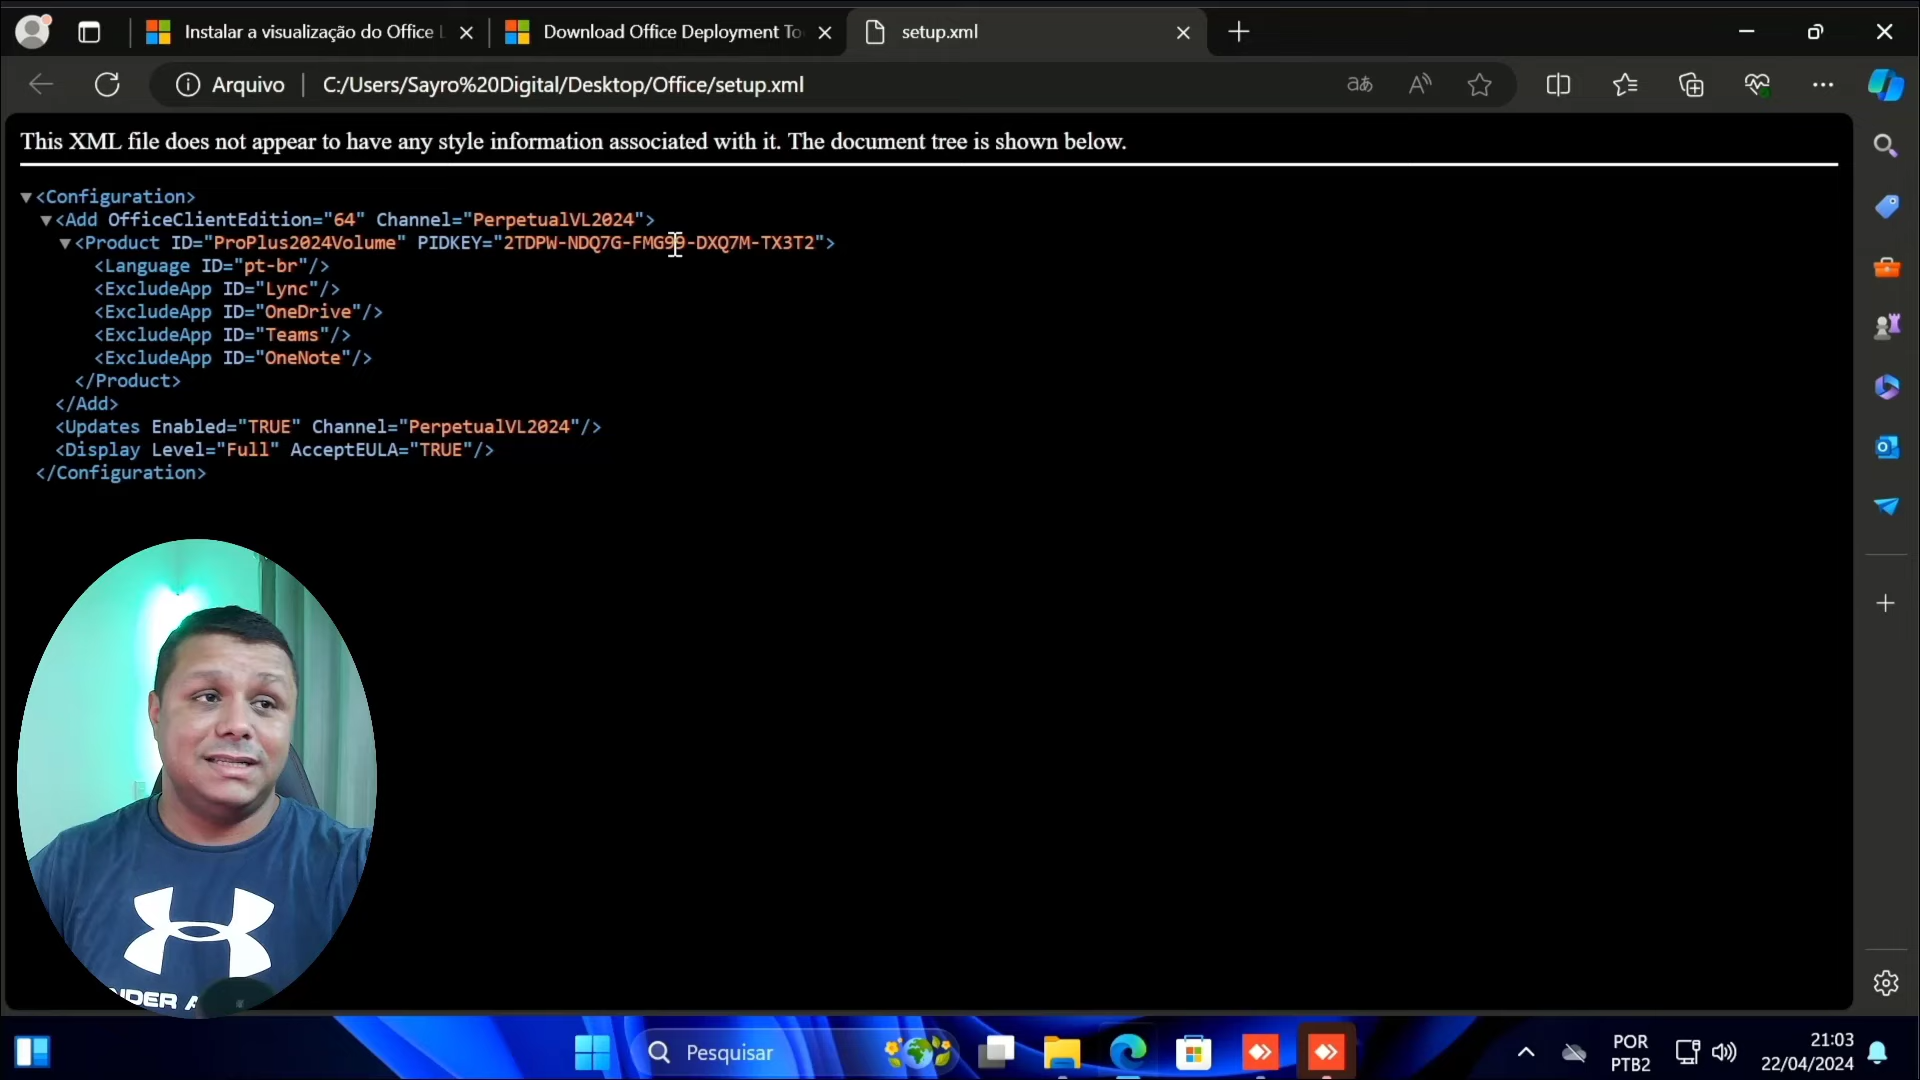 Instalar a visualização do Office L
Download Office Deployment To
setup.xml
Arquivo
C:/Users/Sayro%20Digital/Desktop/Office/setup.xml
This XML file does not appear to have any style information associated with it. The document tree is shown below.
▼<Configuration>
▼<Add OfficeClientEdition="64" Channel="PerpetualVL2024">
▼<Product ID="ProPlus2024Volume" PIDKEY="2TDPW-NDQ7G-FMG99-DXQ7M-TX3T2">
<Language ID="pt-br"/>
<ExcludeApp ID="Lync"/>
<ExcludeApp ID="OneDrive"/>
<ExcludeApp ID="Teams"/>
<ExcludeApp ID="OneNote"/>
</Product>
</Add>
<Updates Enabled="TRUE" Channel="PerpetualVL2024"/>
<Display Level="Full" AcceptEULA="TRUE"/>
</Configuration>
Pesquisar
POR
PTB2
21:03
22/04/2024